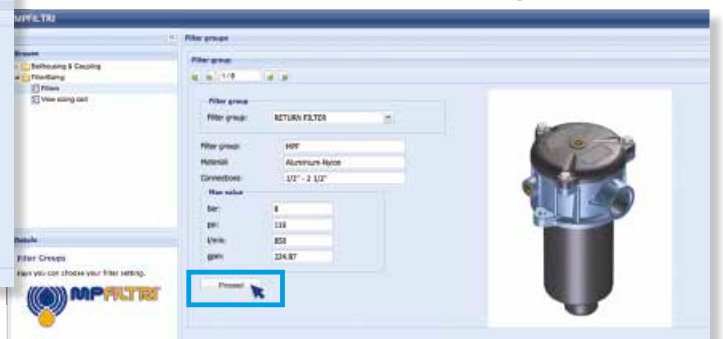 MPFILTRI
Filter groups
Browse
Bellhousing & Coupling
FilterSizing
Filters
View sizing cart
Filter group
1/8
Filter group
Filter group: RETURN FILTER
Filter group: MPF
Material: Aluminium-Nylon
Connections: 1/2" - 2 1/2"
Max value
bar: 8
psi: 116
l/min: 850
gpm: 224.87
Proceed
Details
Filter Groups
Here you can choose your filter setting.
MPFILTRI